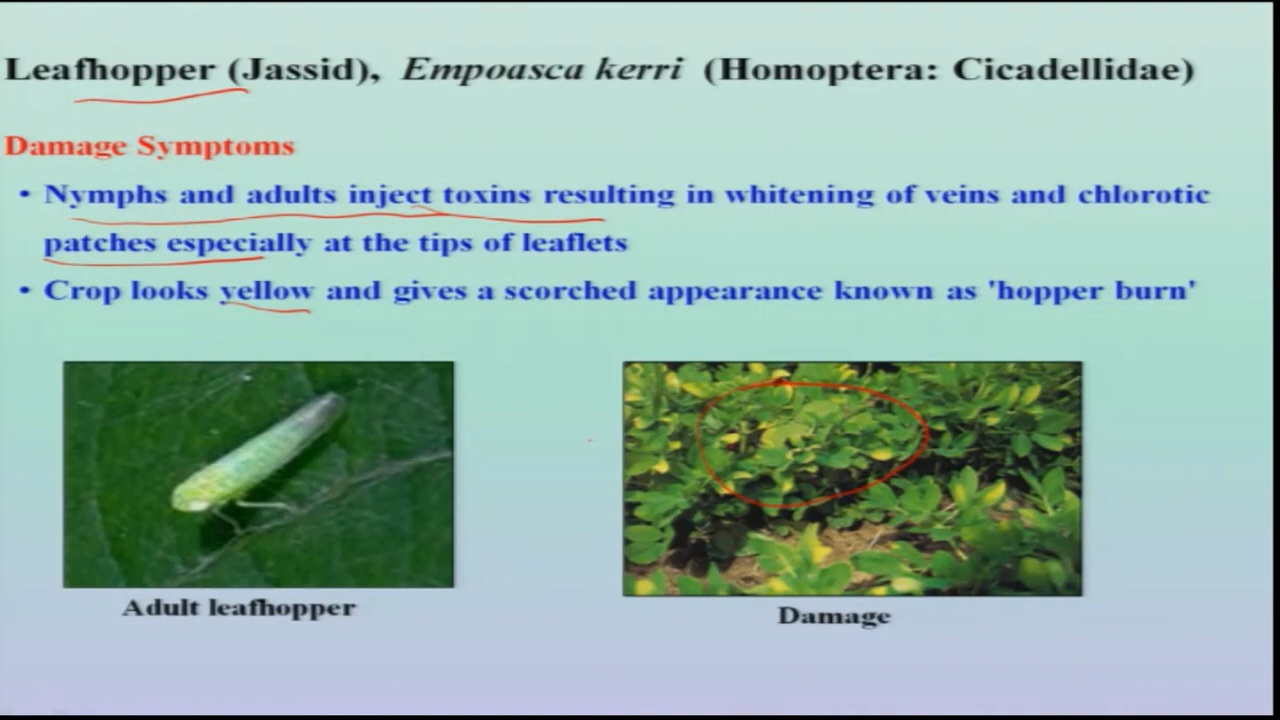 Leafhopper (Jassid), Empoasca kerri (Homoptera: Cicadellidae)
Damage Symptoms
• Nymphs and adults inject toxins resulting in whitening of veins and chlorotic
patches especially at the tips of leaflets
• Crop looks yellow and gives a scorched appearance known as 'hopper burn'
Adult leafhopper
Damage